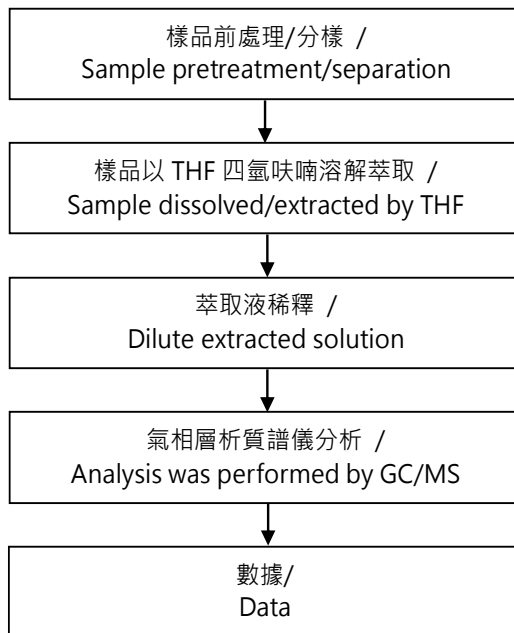 樣品前處理/分樣 /
Sample pretreatment/separation
樣品以 THF 四氫呋喃溶解萃取 /
Sample dissolved/extracted by THF
萃取液稀釋 /
Dilute extracted solution
氣相層析質譜儀分析 /
Analysis was performed by GC/MS
數據/
Data